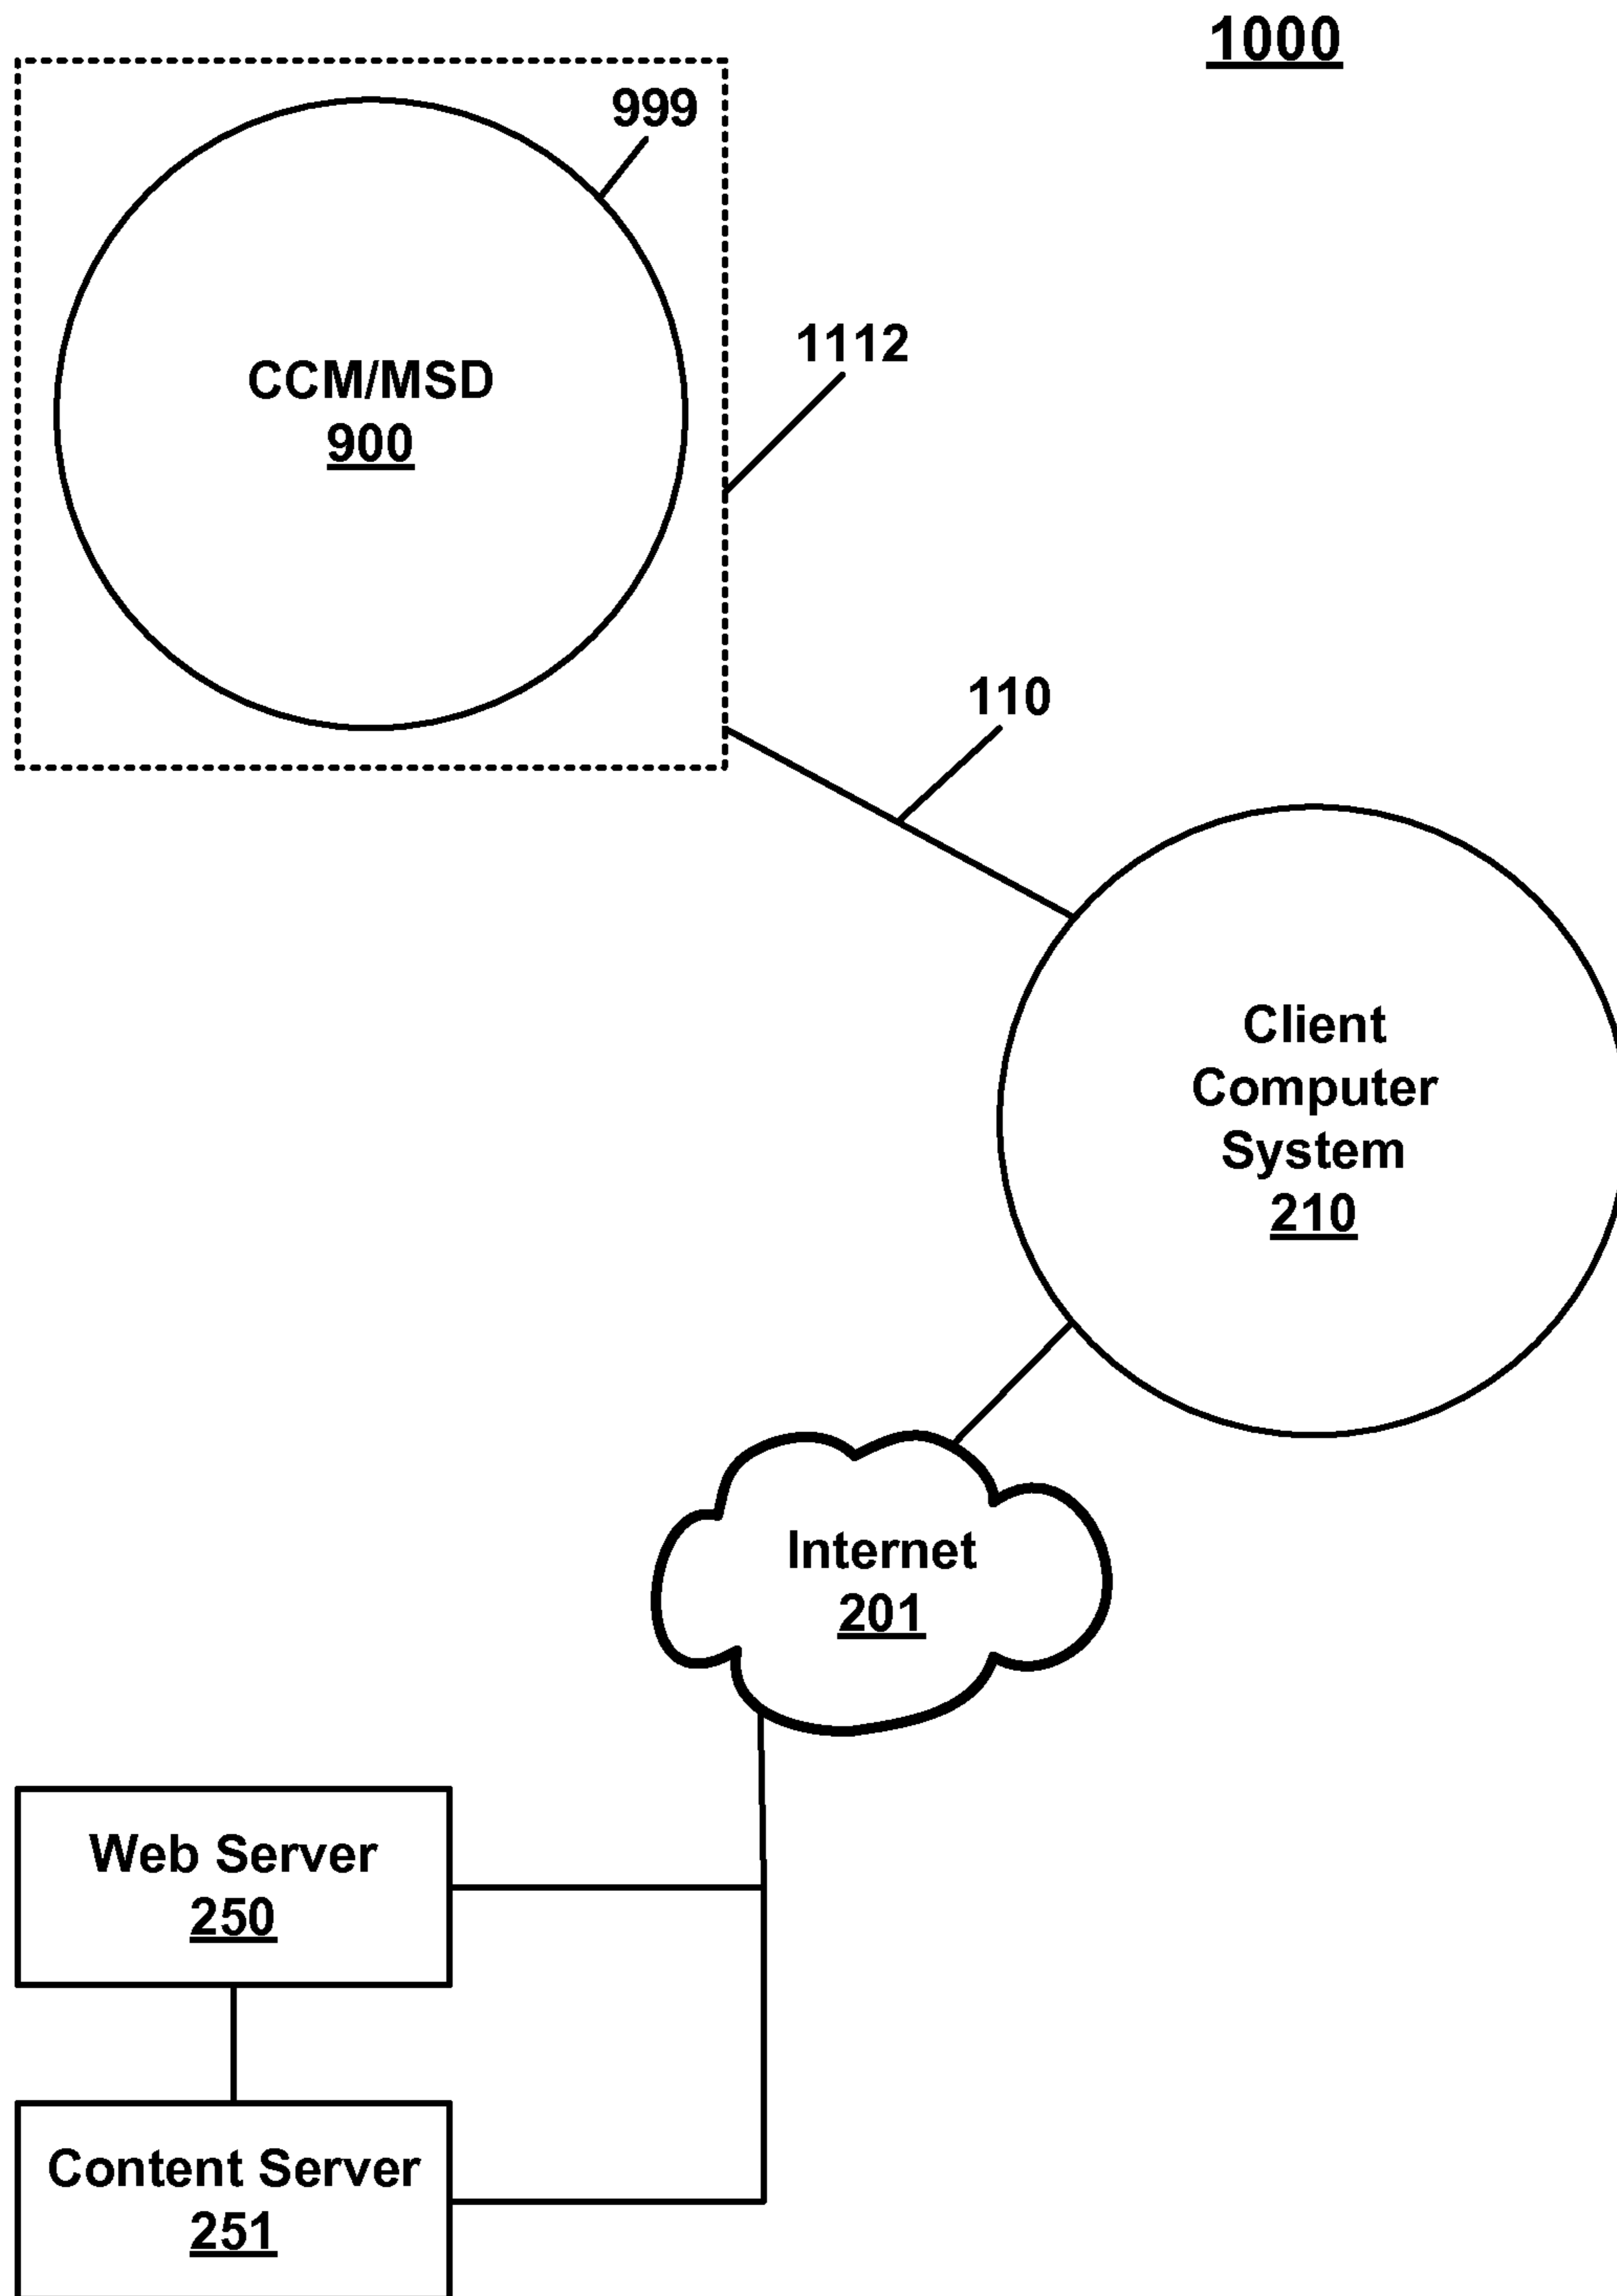 1000
999
CCM/MSD
900
1112
110
Client
Computer
System
210
Internet
201
Web Server
250
Content Server
251